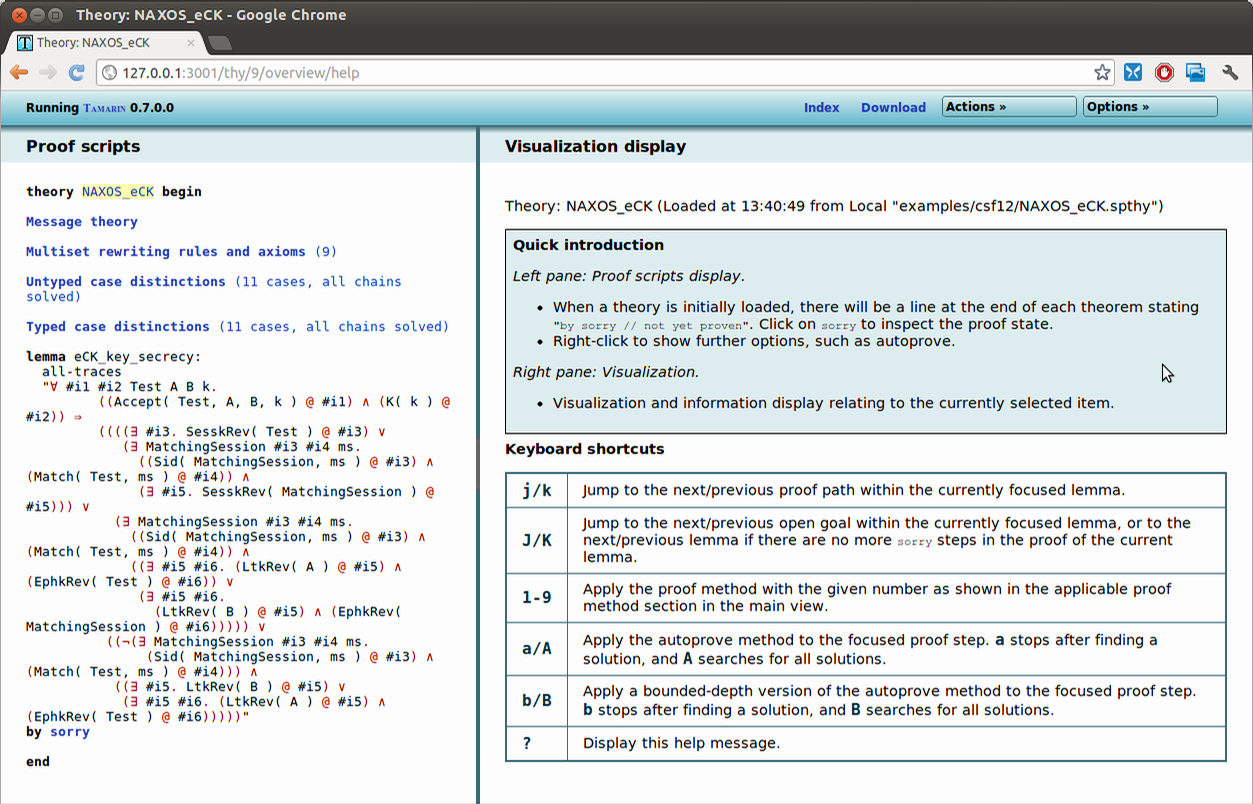 Theory: NAXOS_eCK - Google Chrome
Theory: NAXOS_eCK
127.0.0.1:3001/thy/9/overview/help
Running TAMARIN 0.7.0.0
Index Download Actions » Options »
Proof scripts
theory NAXOS_eCK begin
Message theory
Multiset rewriting rules and axioms (9)
Untyped case distinctions (11 cases, all chains
solved)
Typed case distinctions (11 cases, all chains solved)
lemma eCK_key_secrecy:
all-traces
"∀ #i1 #i2 Test A B k.
((Accept( Test, A, B, k ) @ #i1) ∧ (K( k ) @
#i2)) ⇒
((((∃ #i3. SesskRev( Test ) @ #i3) ∨
(∃ MatchingSession #i3 #i4 ms.
((Sid( MatchingSession, ms ) @ #i3) ∧
(Match( Test, ms ) @ #i4)) ∧
(∃ #i5. SesskRev( MatchingSession ) @
#i5))) ∨
(∃ MatchingSession #i3 #i4 ms.
((Sid( MatchingSession, ms ) @ #i3) ∧
(Match( Test, ms ) @ #i4)) ∧
((∃ #i5 #i6. (LtkRev( A ) @ #i5) ∧
(EphkRev( Test ) @ #i6)) ∨
(∃ #i5 #i6.
(LtkRev( B ) @ #i5) ∧ (EphkRev(
MatchingSession ) @ #i6))))) ∨
((¬(∃ MatchingSession #i3 #i4 ms.
(Sid( MatchingSession, ms ) @ #i3) ∧
(Match( Test, ms ) @ #i4))) ∧
((∃ #i5. LtkRev( B ) @ #i5) ∨
(∃ #i5 #i6. (LtkRev( A ) @ #i5) ∧
(EphkRev( Test ) @ #i6)))))"
by sorry
end
Visualization display
Theory: NAXOS_eCK (Loaded at 13:40:49 from Local "examples/csf12/NAXOS_eCK.spthy")
Quick introduction
Left pane: Proof scripts display.
• When a theory is initially loaded, there will be a line at the end of each theorem stating
"by sorry // not yet proven". Click on sorry to inspect the proof state.
• Right-click to show further options, such as autoprove.
Right pane: Visualization.
• Visualization and information display relating to the currently selected item.
Keyboard shortcuts
j/k Jump to the next/previous proof path within the currently focused lemma.
J/K Jump to the next/previous open goal within the currently focused lemma, or to the
next/previous lemma if there are no more sorry steps in the proof of the current
lemma.
1-9 Apply the proof method with the given number as shown in the applicable proof
method section in the main view.
a/A Apply the autoprove method to the focused proof step. a stops after finding a
solution, and A searches for all solutions.
b/B Apply a bounded-depth version of the autoprove method to the focused proof step.
b stops after finding a solution, and B searches for all solutions.
? Display this help message.